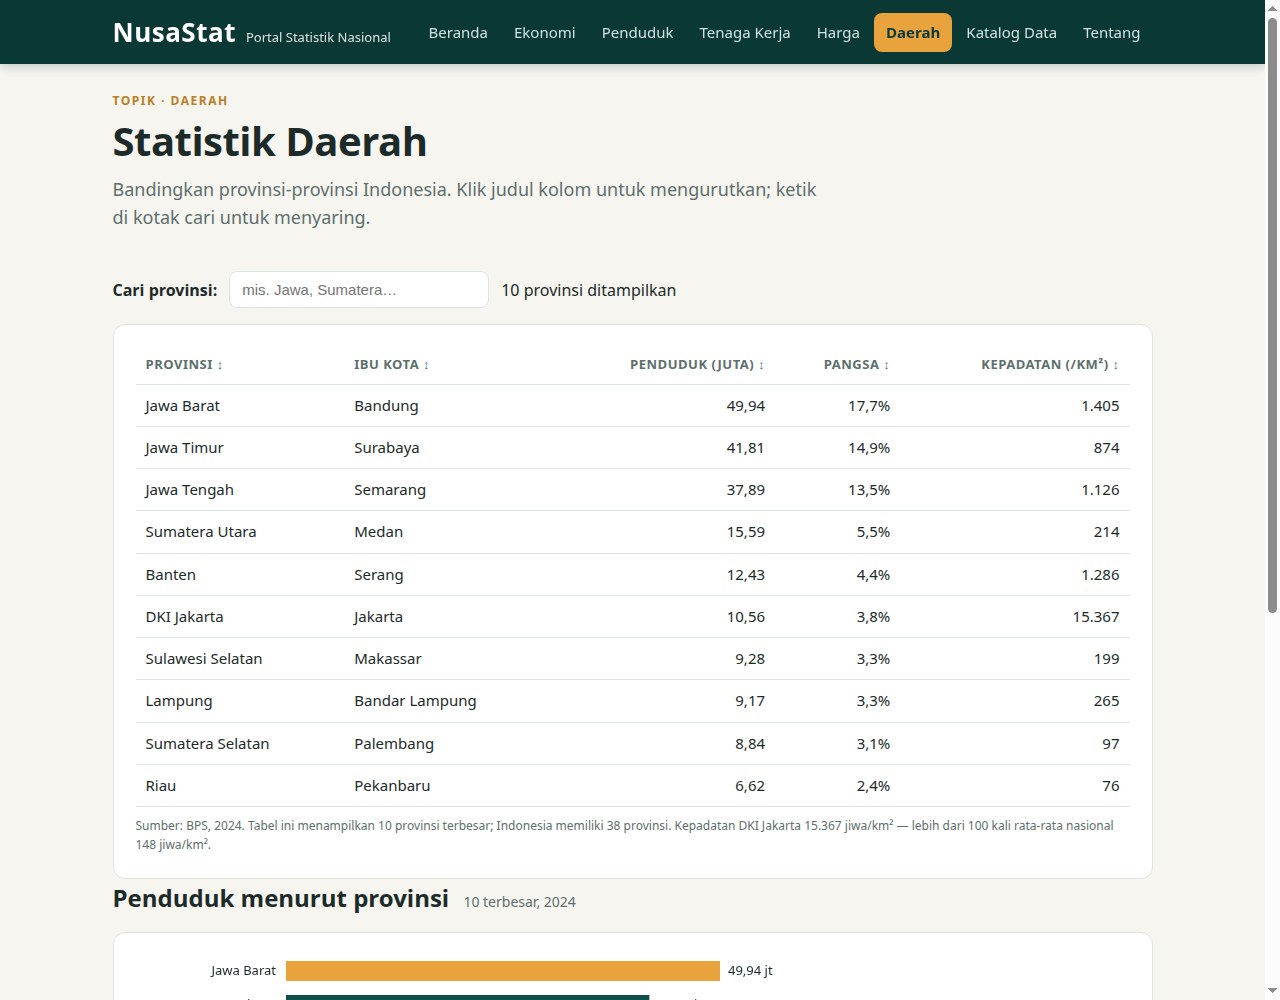 NusaStat Portal Statistik Nasional Beranda Ekonomi Penduduk Tenaga Kerja Harga Daerah Katalog Data Tentang
TOPIK · DAERAH
Statistik Daerah
Bandingkan provinsi-provinsi Indonesia. Klik judul kolom untuk mengurutkan; ketik
di kotak cari untuk menyaring.
Cari provinsi: mis. Jawa, Sumatera… 10 provinsi ditampilkan
PROVINSI ↕ IBU KOTA ↕ PENDUDUK (JUTA) ↕ PANGSA ↕ KEPADATAN (/KM²) ↕
Jawa Barat Bandung 49,94 17,7% 1.405
Jawa Timur Surabaya 41,81 14,9% 874
Jawa Tengah Semarang 37,89 13,5% 1.126
Sumatera Utara Medan 15,59 5,5% 214
Banten Serang 12,43 4,4% 1.286
DKI Jakarta Jakarta 10,56 3,8% 15.367
Sulawesi Selatan Makassar 9,28 3,3% 199
Lampung Bandar Lampung 9,17 3,3% 265
Sumatera Selatan Palembang 8,84 3,1% 97
Riau Pekanbaru 6,62 2,4% 76
Sumber: BPS, 2024. Tabel ini menampilkan 10 provinsi terbesar; Indonesia memiliki 38 provinsi. Kepadatan DKI Jakarta 15.367 jiwa/km² — lebih dari 100 kali rata-rata nasional
148 jiwa/km².
Penduduk menurut provinsi 10 terbesar, 2024
Jawa Barat 49,94 jt